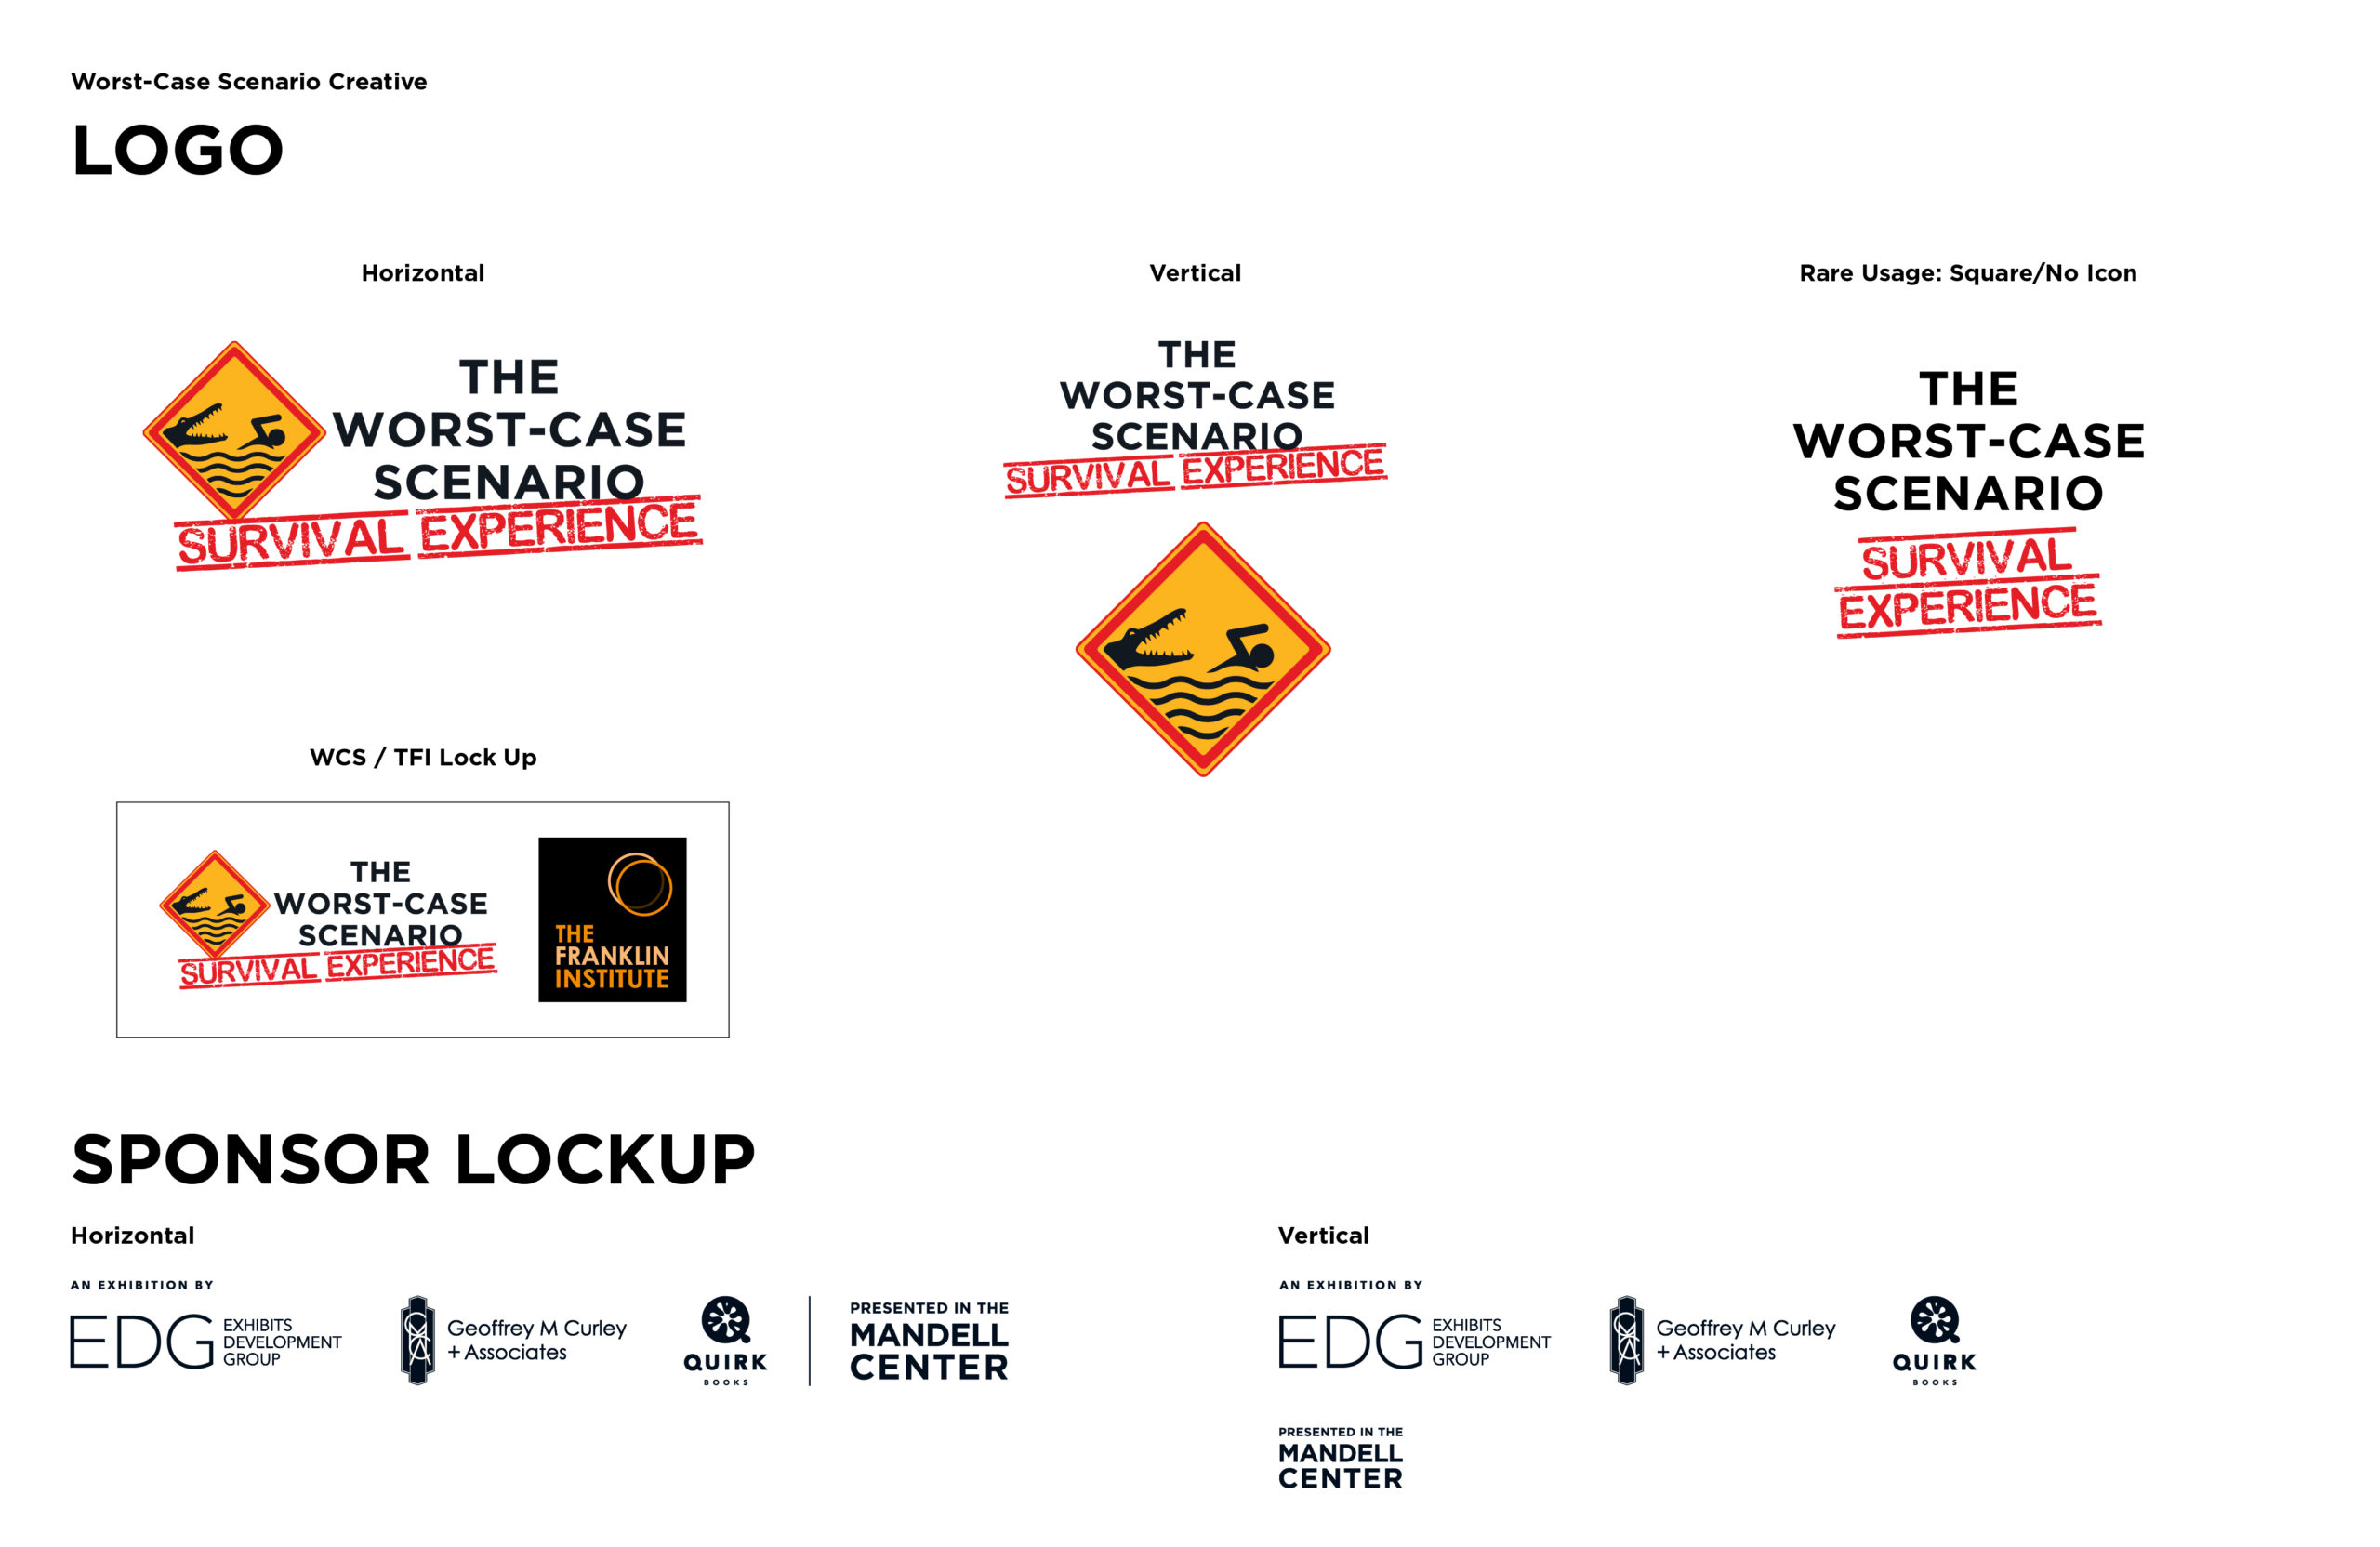 Worst-Case Scenario Creative
LOGO
Horizontal
THE
WORST-CASE
SCENARIO
SURVIVAL EXPERIENCE
Vertical
THE
WORST-CASE
SCENARIO
SURVIVAL EXPERIENCE
Rare Usage: Square/No Icon
THE
WORST-CASE
SCENARIO
SURVIVAL
EXPERIENCE
WCS / TFI Lock Up
THE
WORST-CASE
SCENARIO
SURVIVAL EXPERIENCE
THE
FRANKLIN
INSTITUTE
SPONSOR LOCKUP
Horizontal
AN EXHIBITION BY
EDG
EXHIBITS
DEVELOPMENT
GROUP
GMCA
Geoffrey M Curley
+ Associates
QUIRK
BOOKS
PRESENTED IN THE
MANDELL
CENTER
Vertical
AN EXHIBITION BY
EDG
EXHIBITS
DEVELOPMENT
GROUP
GMCA
Geoffrey M Curley
+ Associates
QUIRK
BOOKS
PRESENTED IN THE
MANDELL
CENTER